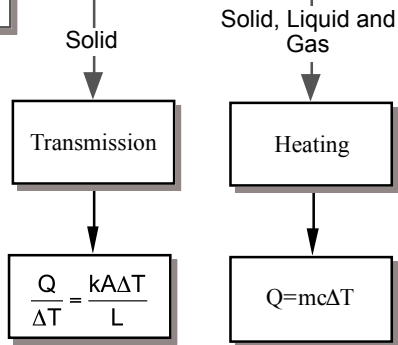 Solid
Transmission
Q/ΔT = kAΔT/L
Solid, Liquid and
Gas
Heating
Q=mcΔT